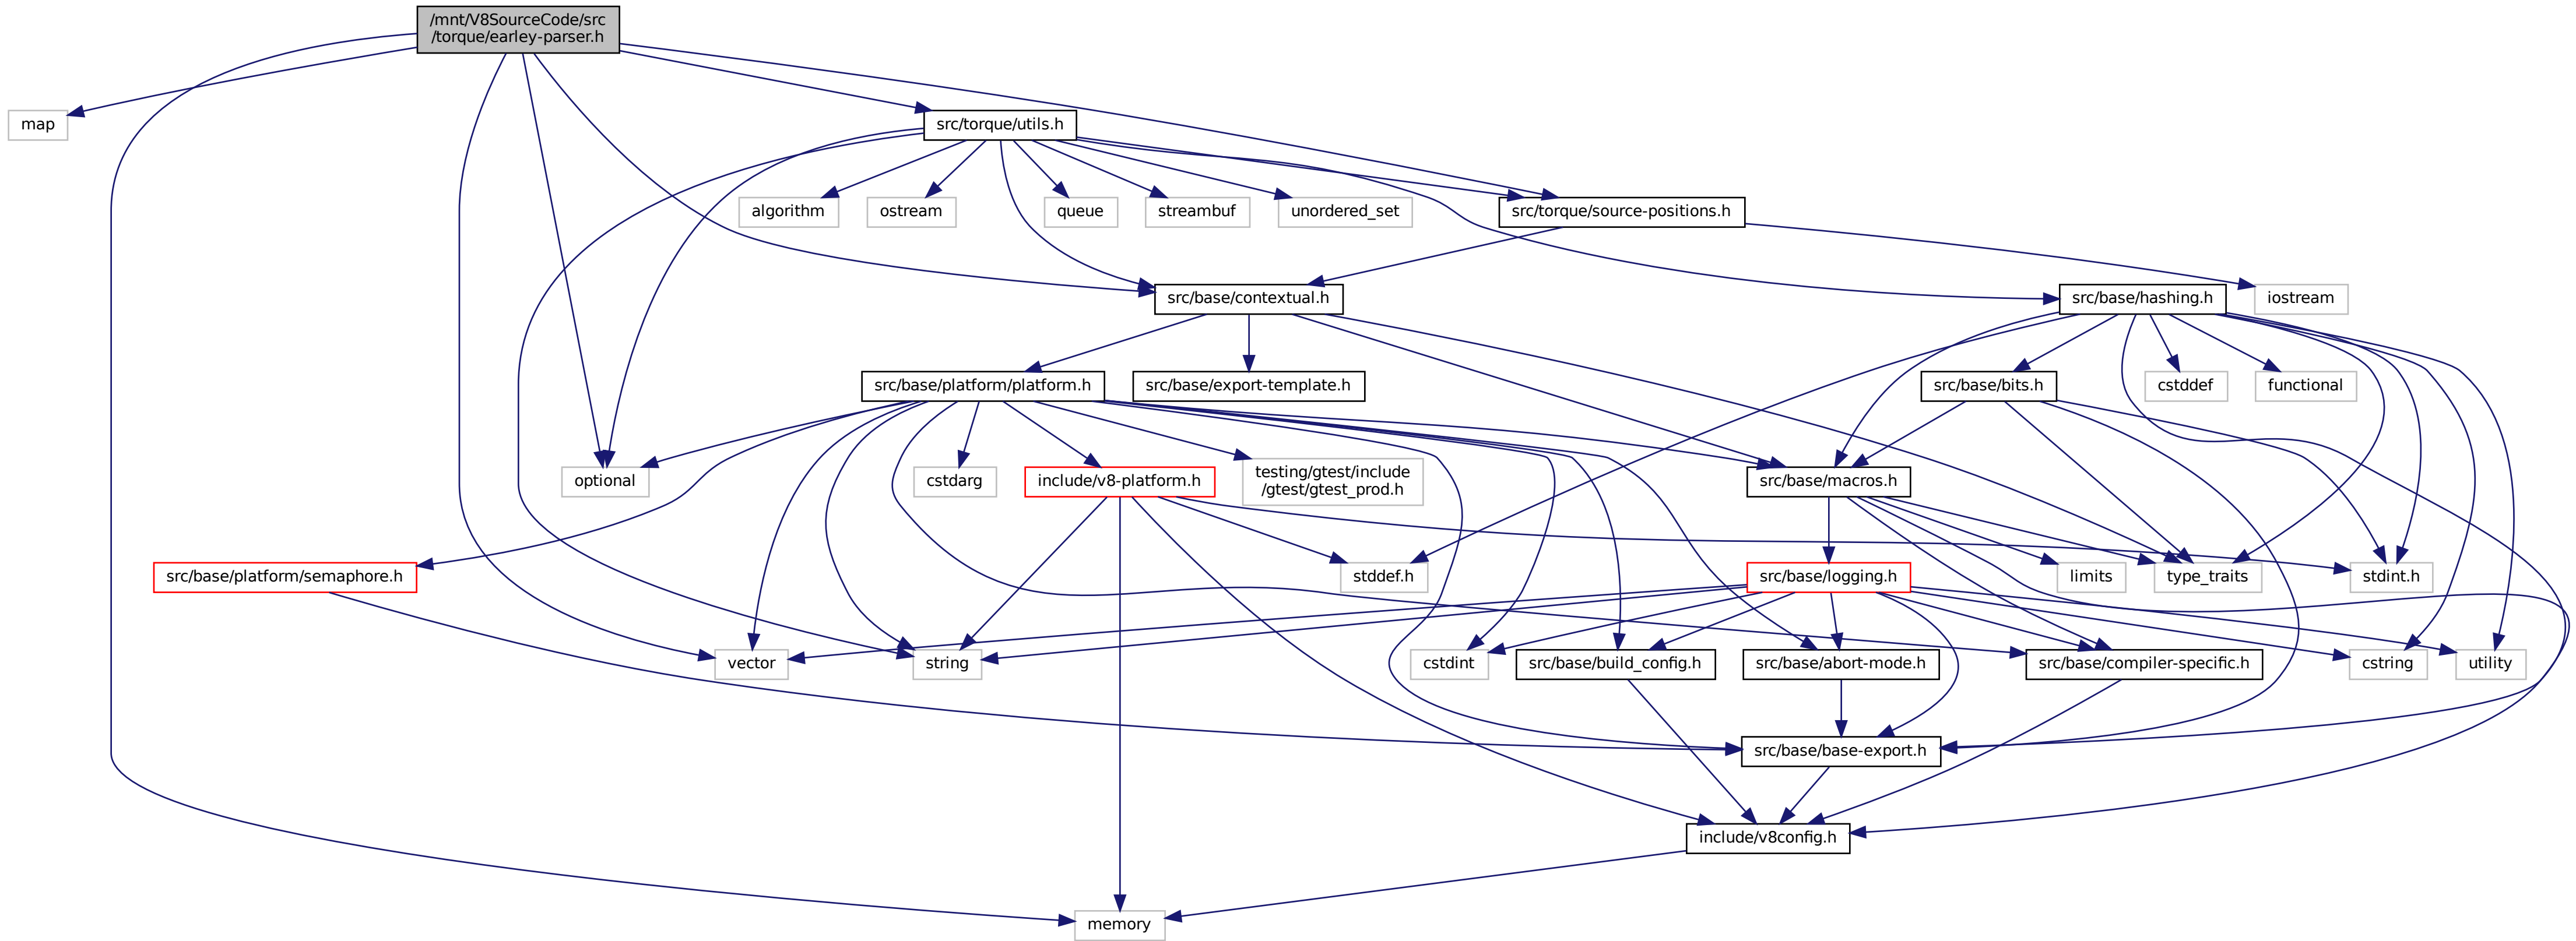 /mnt/V8SourceCode/src
/torque/earley-parser.h
map
src/torque/utils.h
algorithm
ostream
queue
streambuf
unordered_set
src/torque/source-positions.h
src/base/contextual.h
src/base/hashing.h
iostream
src/base/platform/platform.h
src/base/export-template.h
src/base/bits.h
cstddef
functional
optional
cstdarg
include/v8-platform.h
testing/gtest/include
/gtest/gtest_prod.h
src/base/macros.h
src/base/platform/semaphore.h
stddef.h
src/base/logging.h
limits
type_traits
stdint.h
vector
string
cstdint
src/base/build_config.h
src/base/abort-mode.h
src/base/compiler-specific.h
cstring
utility
src/base/base-export.h
include/v8config.h
memory